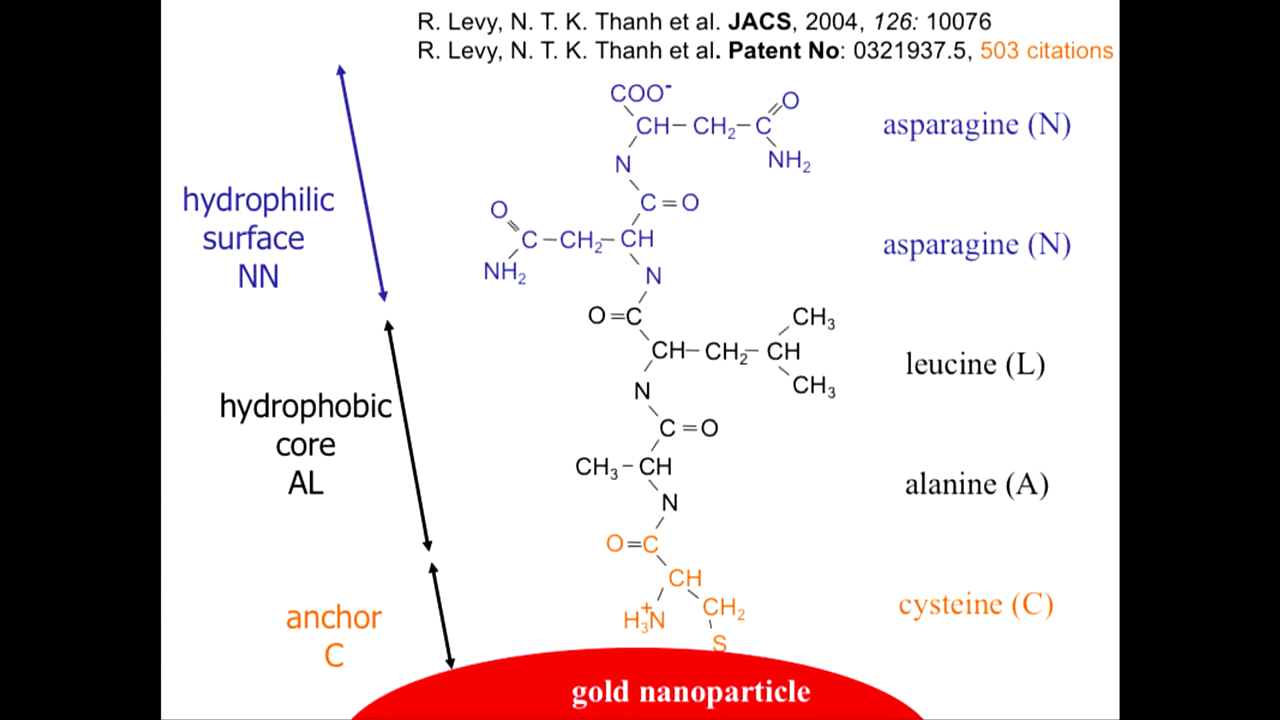 R. Levy, N. T. K. Thanh et al. JACS, 2004, 126: 10076
R. Levy, N. T. K. Thanh et al. Patent No: 0321937.5, 503 citations
COO-
O
CH-CH2-C
asparagine (N)
N
NH2
hydrophilic
surface
NN
C=O
O
C-CH2-CH
asparagine (N)
NH2
N
O=C
CH3
CH-CH2-CH
leucine (L)
CH3
N
hydrophobic
core
AL
C=O
CH3-CH
alanine (A)
N
O=C
CH
anchor
C
H3N+
CH2
cysteine (C)
S
gold nanoparticle